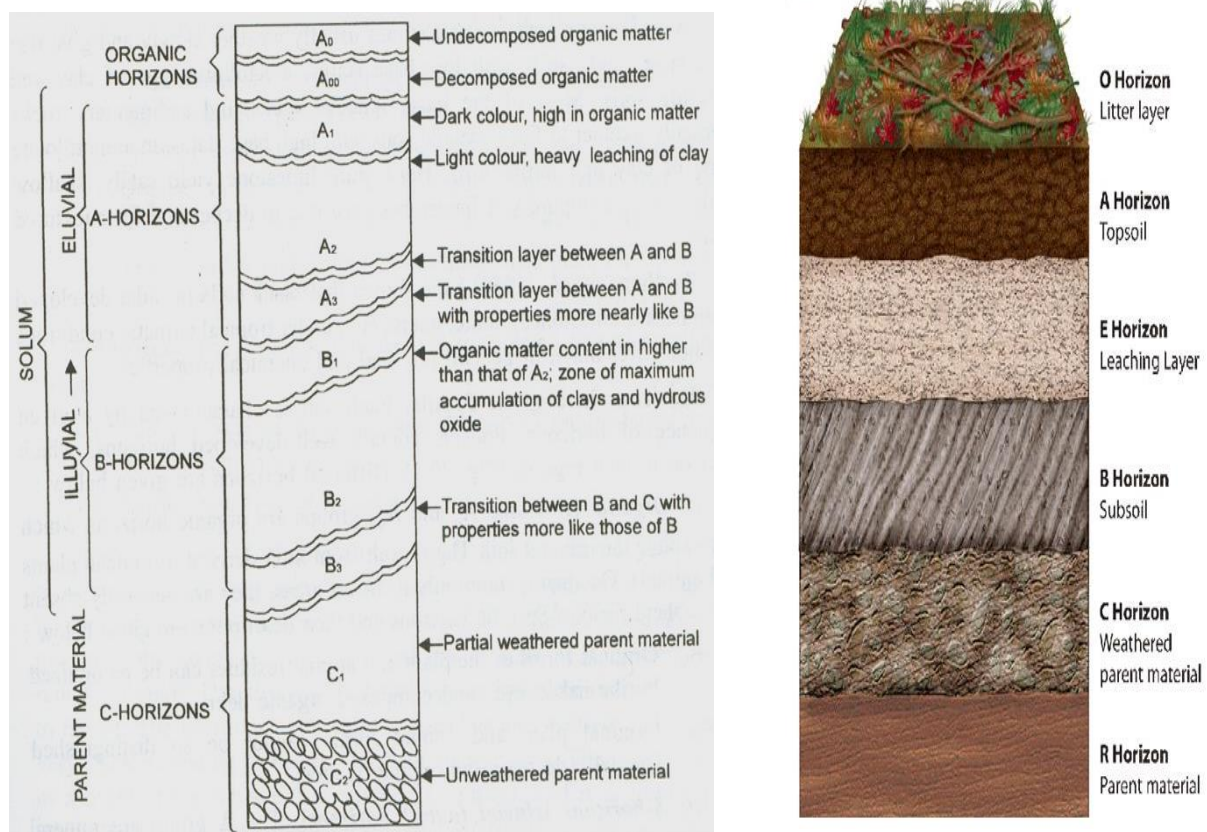 ORGANIC
HORIZONS
SOLUM
ELUVIAL
A-HORIZONS
ILLUVIAL
B-HORIZONS
PARENT MATERIAL
C-HORIZONS
A0
A00
A1
A2
A3
B1
B2
B3
C1
C2
Undecomposed organic matter
Decomposed organic matter
Dark colour, high in organic matter
Light colour, heavy leaching of clay
Transition layer between A and B
Transition layer between A and B
with properties more nearly like B
Organic matter content in higher
than that of A2; zone of maximum
accumulation of clays and hydrous
oxide
Transition between B and C with
properties more like those of B
Partial weathered parent material
Unweathered parent material
O Horizon
Litter layer
A Horizon
Topsoil
E Horizon
Leaching Layer
B Horizon
Subsoil
C Horizon
Weathered
parent material
R Horizon
Parent material